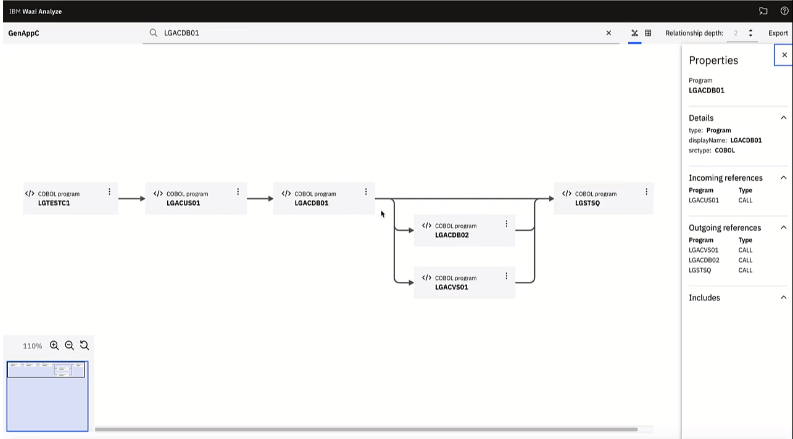 IBM Wazi Analyze
GenAppC
LGACDB01
Relationship depth: 2
Export
COBOL program
LGTESTC1
COBOL program
LGACUS01
COBOL program
LGACDB01
COBOL program
LGSTSQ
COBOL program
LGACDB02
COBOL program
LGACVS01
110%
Properties
Program
LGACDB01
Details
type: Program
displayName: LGACDB01
srctype: COBOL
Incoming references
Program Type
LGACUS01 CALL
Outgoing references
Program Type
LGACVS01 CALL
LGACDB02 CALL
LGSTSQ CALL
Includes